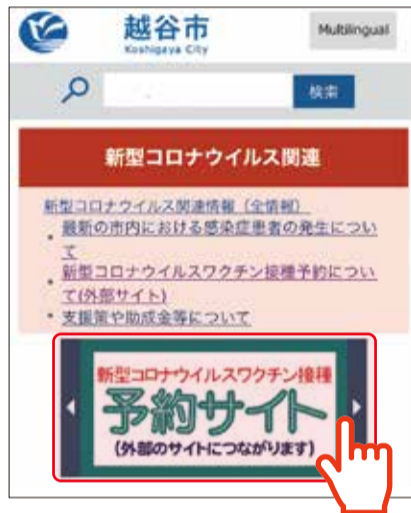 越谷市
Koshigaya City
Multilingual
検索
新型コロナウイルス関連
新型コロナウイルス関連情報（全情報）
・最新の市内における感染症患者の発生につい
て
・新型コロナウイルスワクチン接種予約につい
て(外部サイト)
・支援策や助成金等について
新型コロナウイルスワクチン接種
予約サイト
(外部のサイトにつながります)